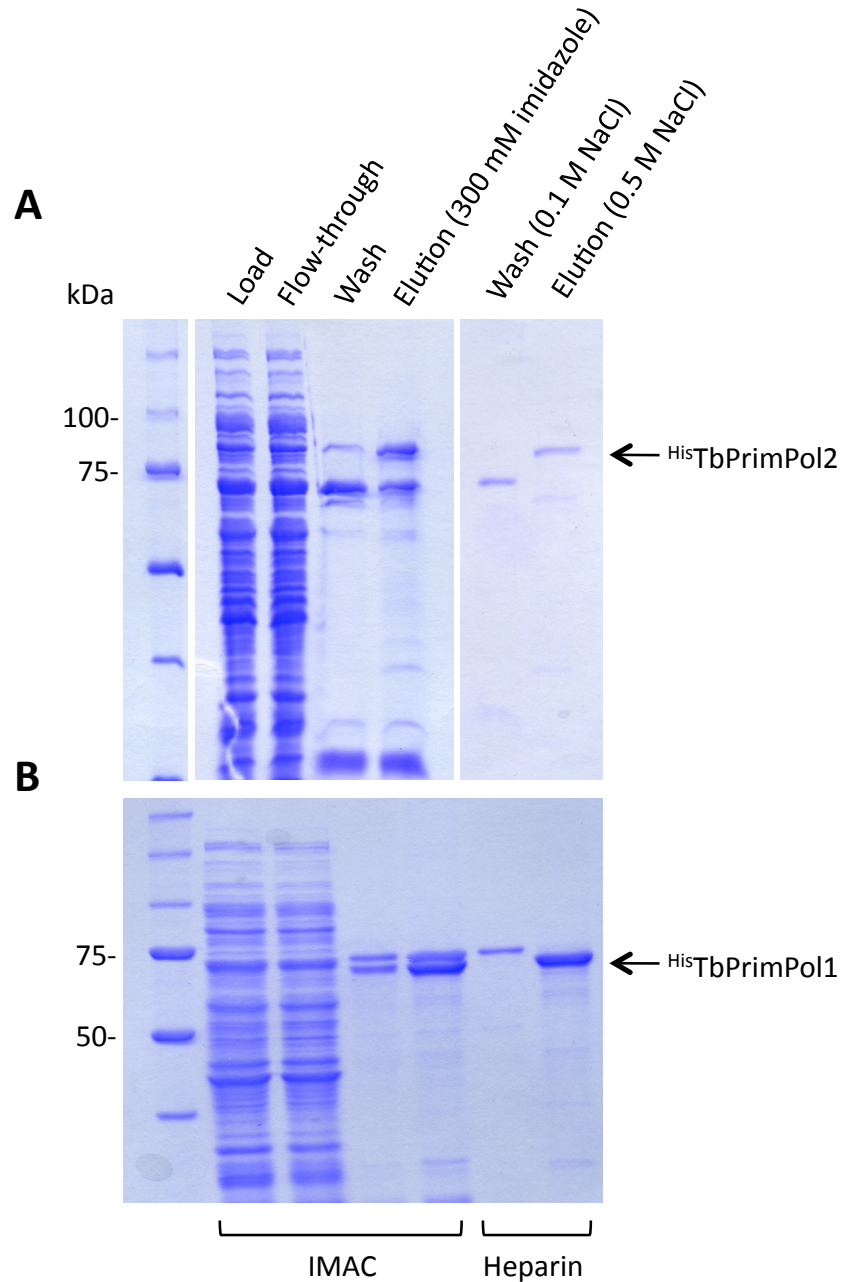 A
kDa
Load
Flow-through
Wash
Elution (300 mM imidazole)
Wash (0.1 M NaCl)
Elution (0.5 M NaCl)
100-
75-
HisTbPrimPol2
B
75-
50-
HisTbPrimPol1
IMAC
Heparin